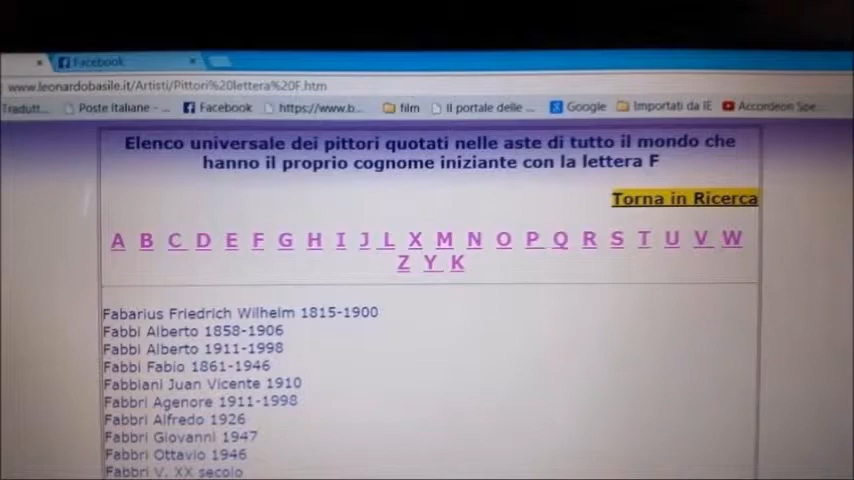 Facebook
www.leonardobasile.it/Artisti/Pittori%20lettera%20F.htm
Tradutt... Poste Italiane - ... Facebook https://www.b... film Il portale delle ... Google Importati da IE Accordeon Spe...
Elenco universale dei pittori quotati nelle aste di tutto il mondo che
hanno il proprio cognome iniziante con la lettera F
Torna in Ricerca
A B C D E F G H I J L X M N O P Q R S T U V W
Z Y K
Fabarius Friedrich Wilhelm 1815-1900
Fabbi Alberto 1858-1906
Fabbi Alberto 1911-1998
Fabbi Fabio 1861-1946
Fabbiani Juan Vicente 1910
Fabbri Agenore 1911-1998
Fabbri Alfredo 1926
Fabbri Giovanni 1947
Fabbri Ottavio 1946
Fabbri V. XX secolo